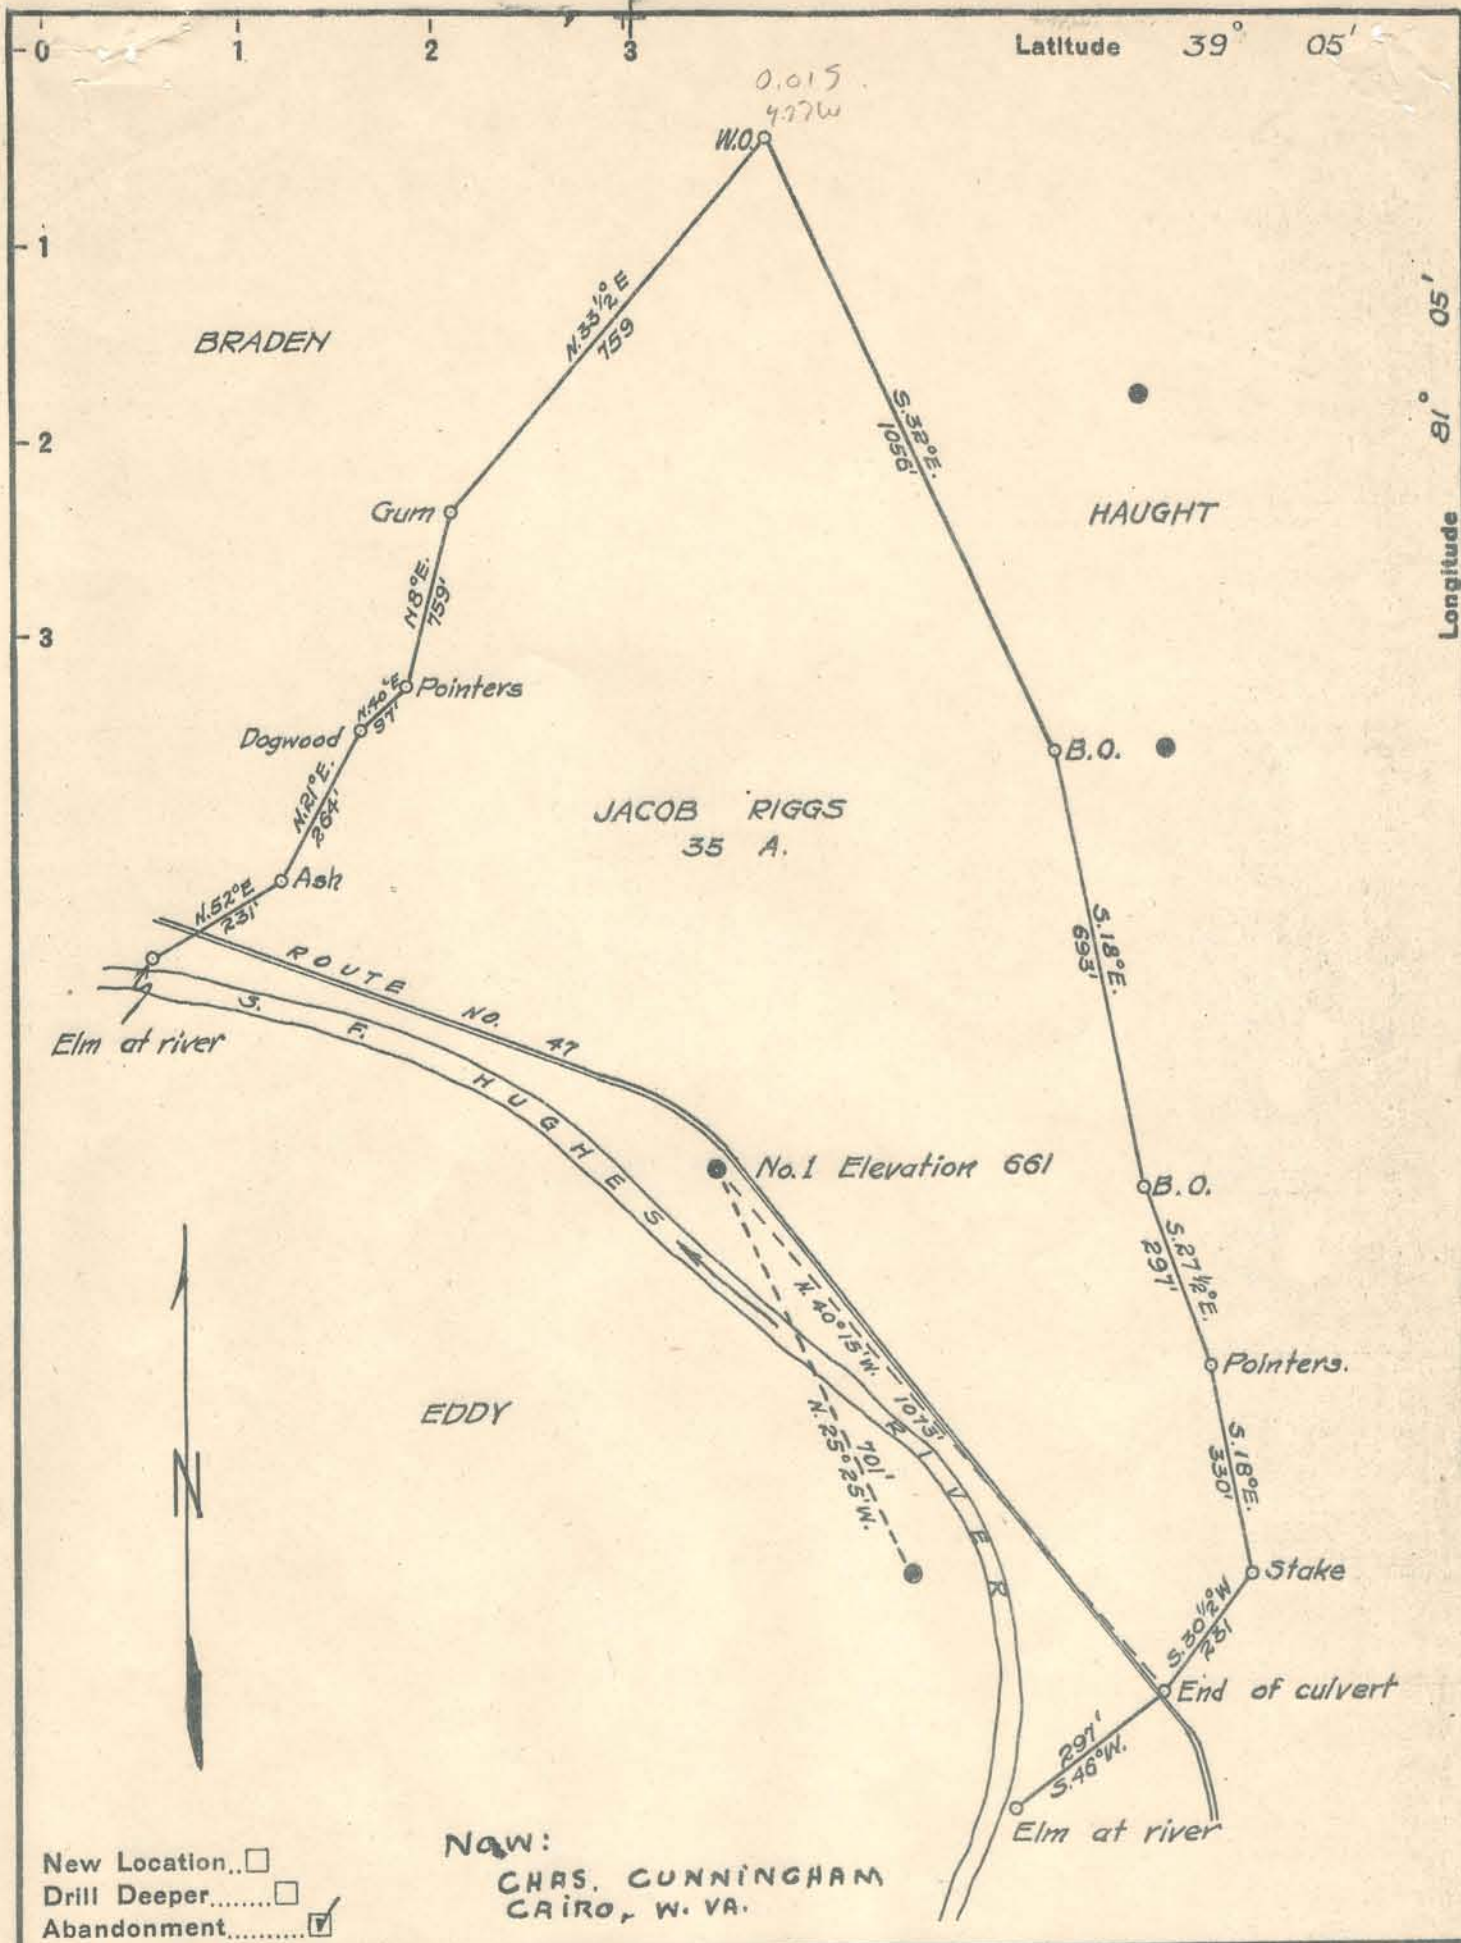 0 1 2 3 Latitude 39° 05'
0.015
4.27W
W.O.
1
N.33½°E
759
BRADEN
S.32°E.
1056'
81° 05'
Longitude
2
Gum
HAUGHT
N8°E.
759'
3
Pointers
N.40°E
97'
Dogwood
B.O.
N.21°E.
264'
JACOB RIGGS
35 A.
Ash
N.52°E
231'
S.18°E.
693'
ROUTE NO. 47
S. F. HUGHES RIVER
Elm at river
No.1 Elevation 661
B.O.
S.27½°E.
297'
N. 40°15'W. 1073'
Pointers.
EDDY
701'
N. 25°25'W.
S.18°E.
330'
N
Stake
S.30½°W
231
End of culvert
297'
S.46°W.
Elm at river
NOW:
CHAS. CUNNINGHAM
CAIRO, W. VA.
New Location..
Drill Deeper........
Abandonment..........